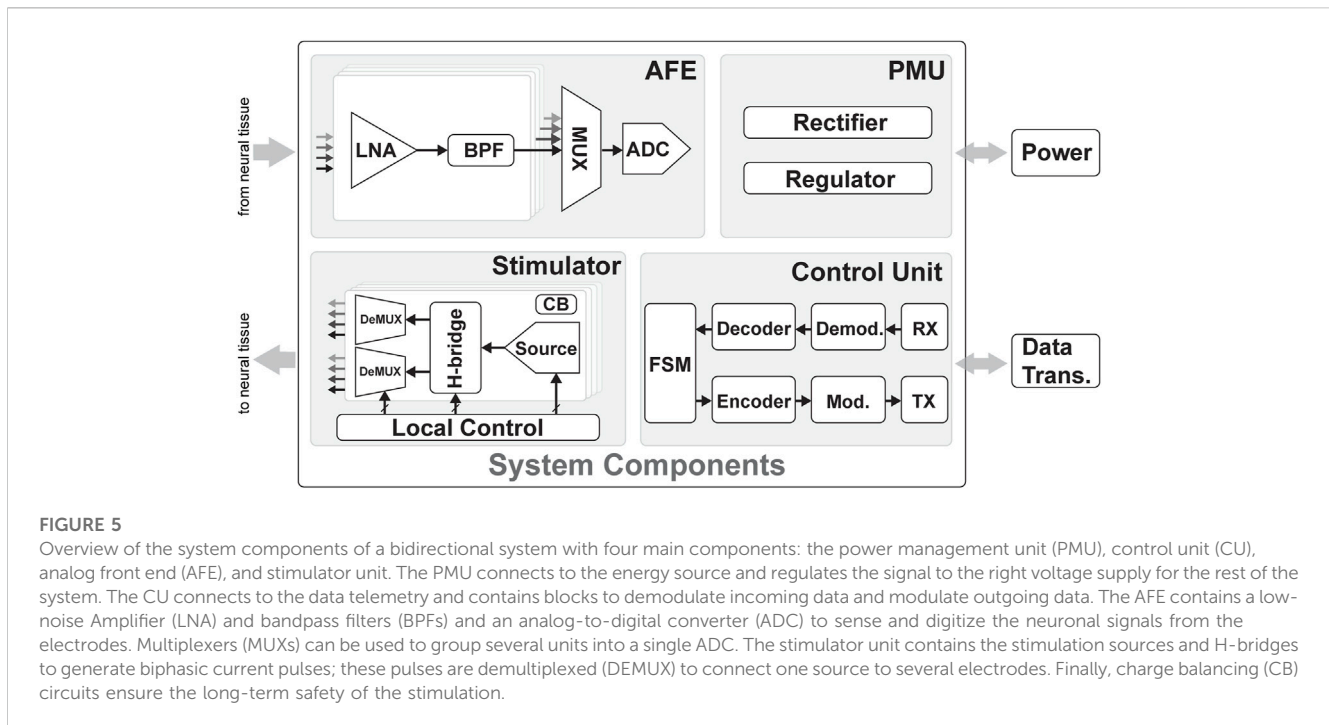 AFE
PMU
from neural tissue
LNA
BPF
MUX
ADC
Rectifier
Regulator
Power
Stimulator
Control Unit
to neural tissue
DeMUX
DeMUX
H-bridge
CB
Source
Local Control
FSM
Decoder
Demod.
RX
Encoder
Mod.
TX
Data
Trans.
System Components
FIGURE 5
Overview of the system components of a bidirectional system with four main components: the power management unit (PMU), control unit (CU),
analog front end (AFE), and stimulator unit. The PMU connects to the energy source and regulates the signal to the right voltage supply for the rest of the
system. The CU connects to the data telemetry and contains blocks to demodulate incoming data and modulate outgoing data. The AFE contains a low-
noise Amplifier (LNA) and bandpass filters (BPFs) and an analog-to-digital converter (ADC) to sense and digitize the neuronal signals from the
electrodes. Multiplexers (MUXs) can be used to group several units into a single ADC. The stimulator unit contains the stimulation sources and H-bridges
to generate biphasic current pulses; these pulses are demultiplexed (DEMUX) to connect one source to several electrodes. Finally, charge balancing (CB)
circuits ensure the long-term safety of the stimulation.